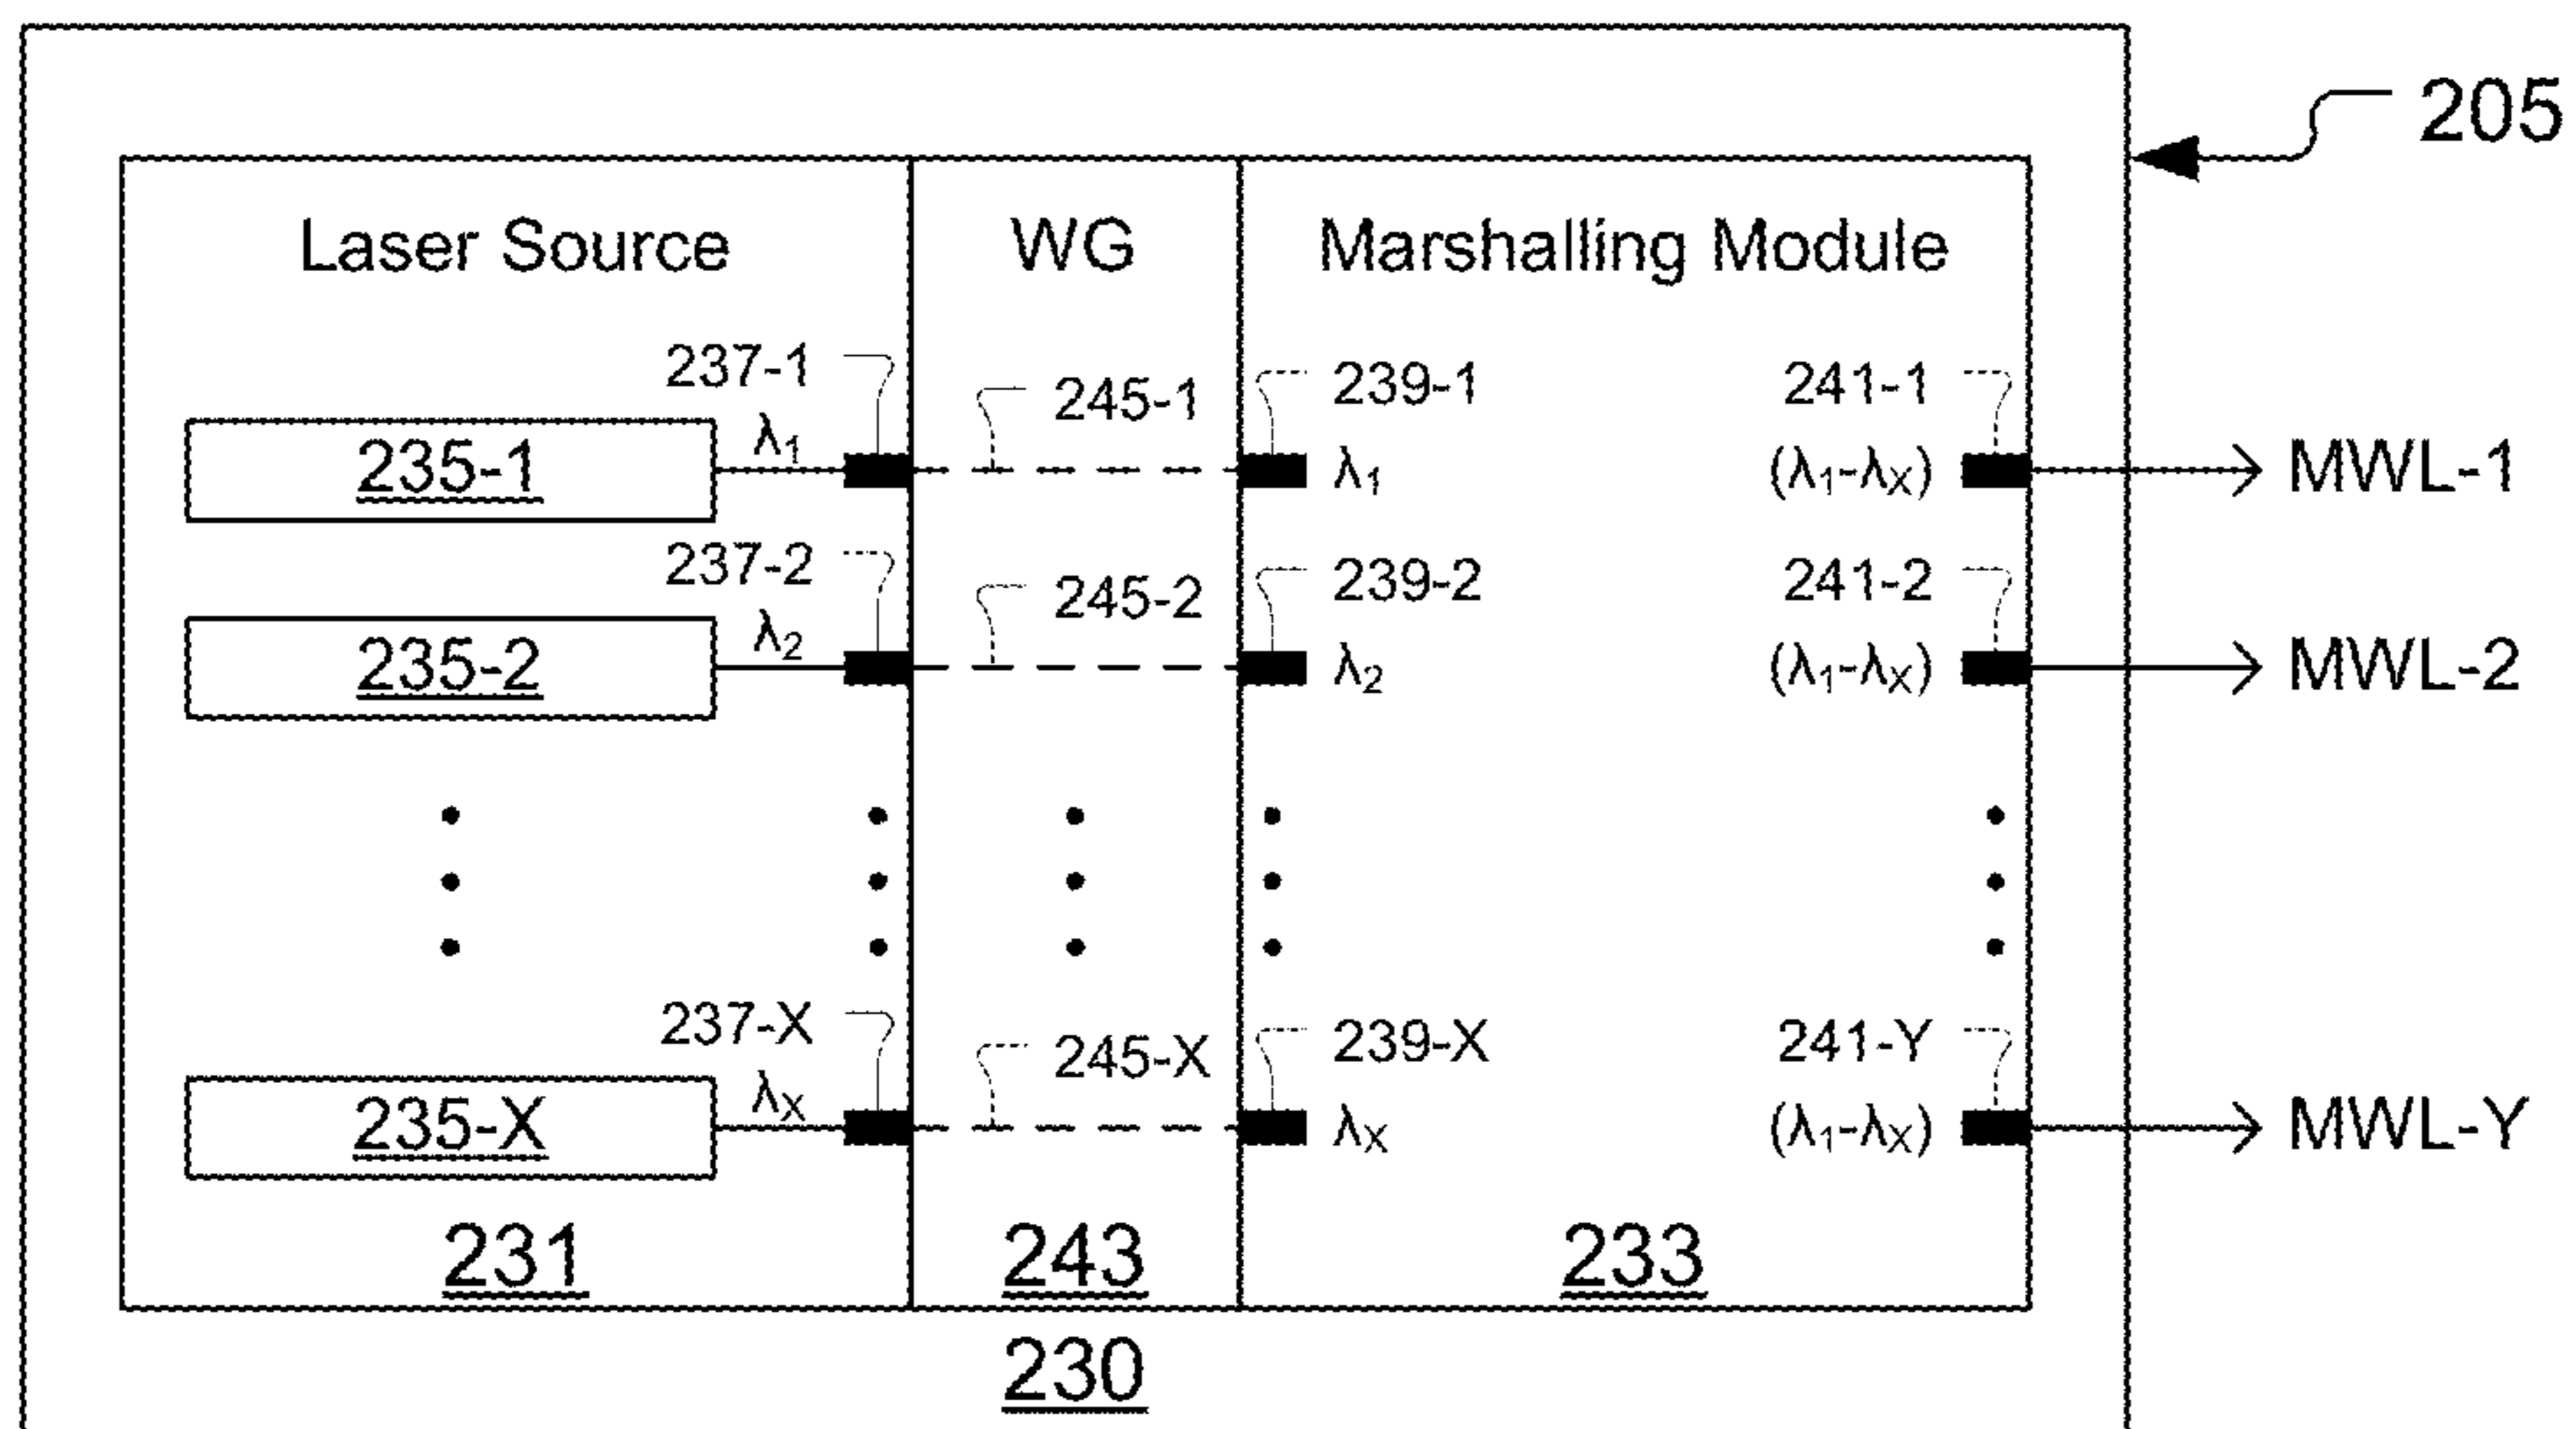 205
Laser Source WG Marshalling Module
237-1 245-1 239-1 241-1
235-1 λ₁ λ₁ (λ₁-λX) MWL-1
237-2 245-2 239-2 241-2
235-2 λ₂ λ₂ (λ₁-λX) MWL-2
237-X 245-X 239-X 241-Y
235-X λX λX (λ₁-λX) MWL-Y
231 243 233
230